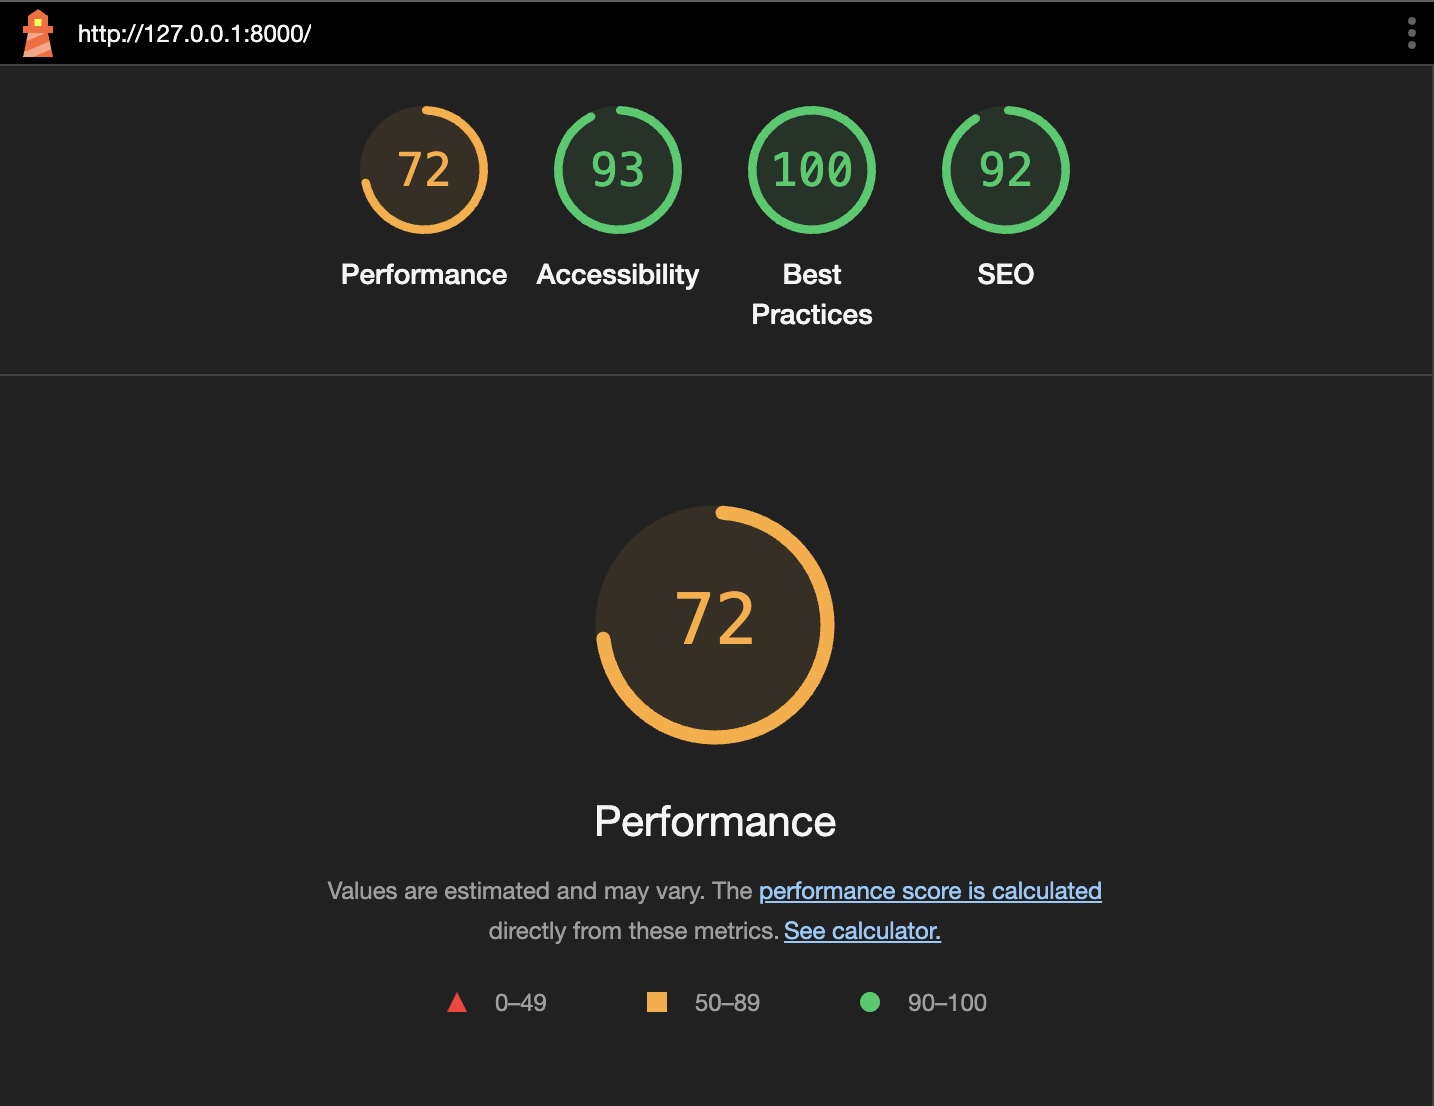 http://127.0.0.1:8000/
72
93
100
92
Performance
Accessibility
Best
Practices
SEO
72
Performance
Values are estimated and may vary. The performance score is calculated
directly from these metrics. See calculator.
0–49
50–89
90–100